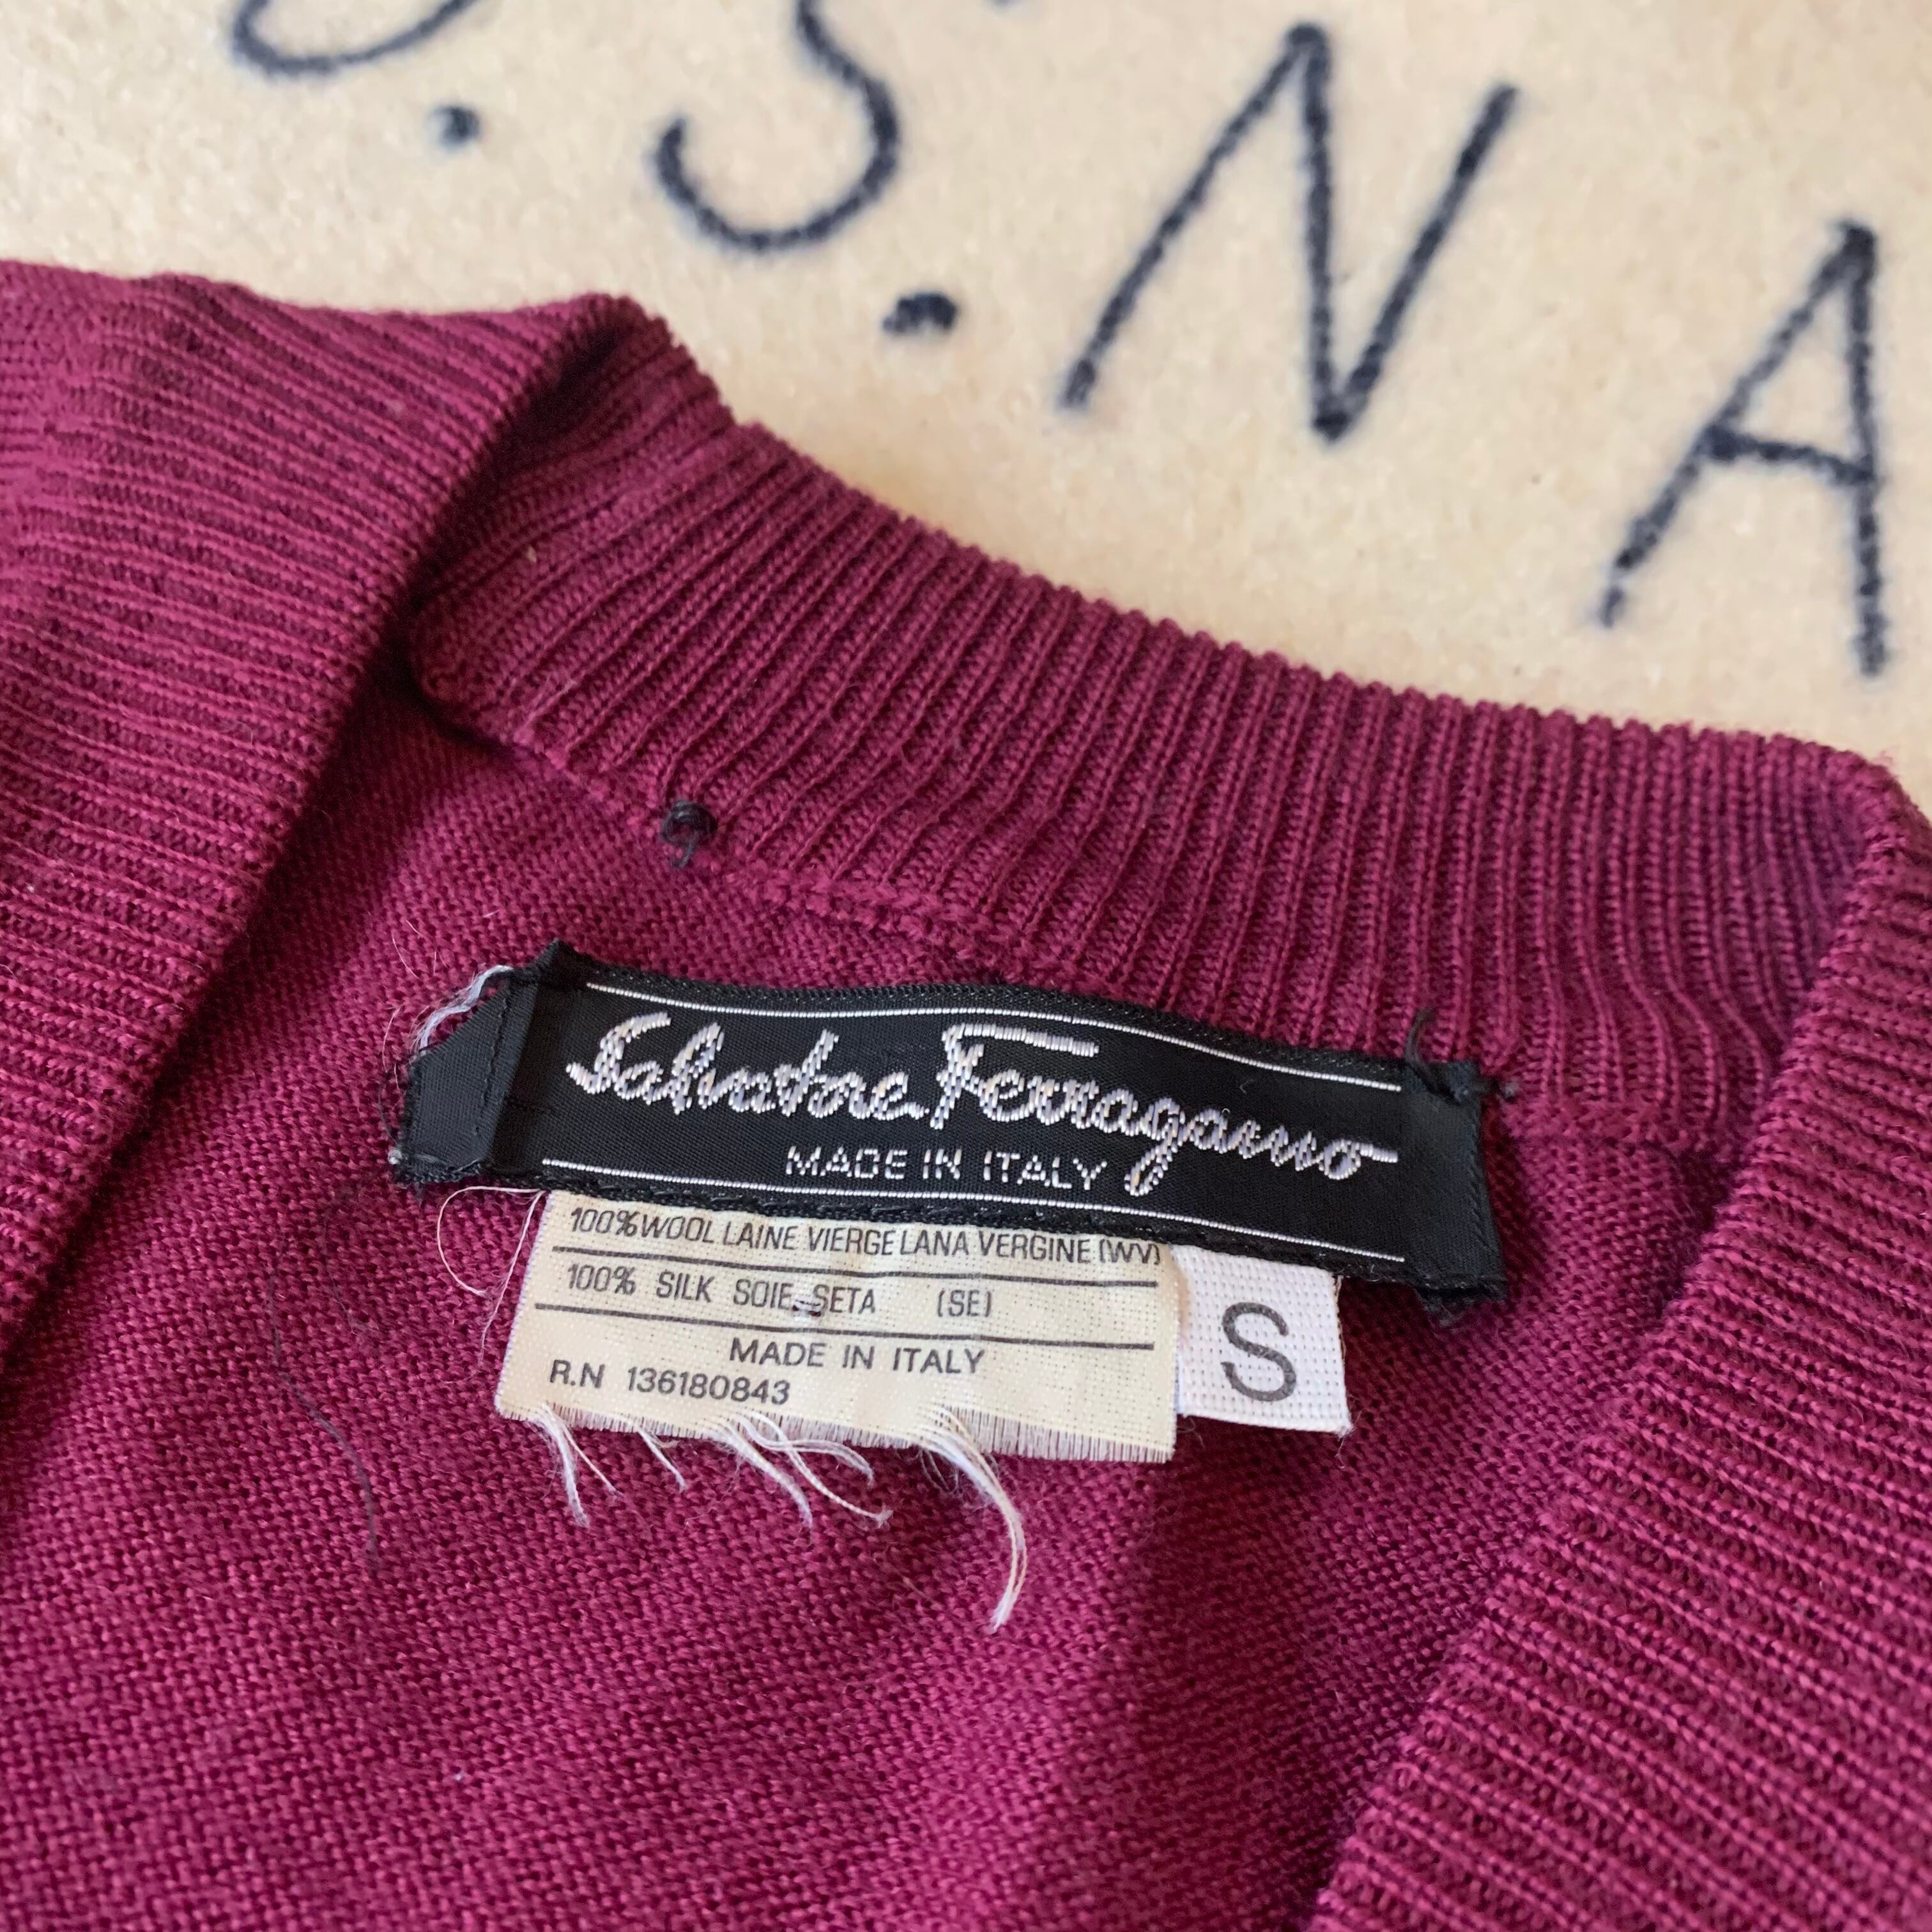 S. NA
Salvatore Ferragamo
MADE IN ITALY
100% WOOL LAINE VIERGE LANA VERGINE (WV)
100% SILK SOIE SETA (SE)
MADE IN ITALY
R.N 136180843
S